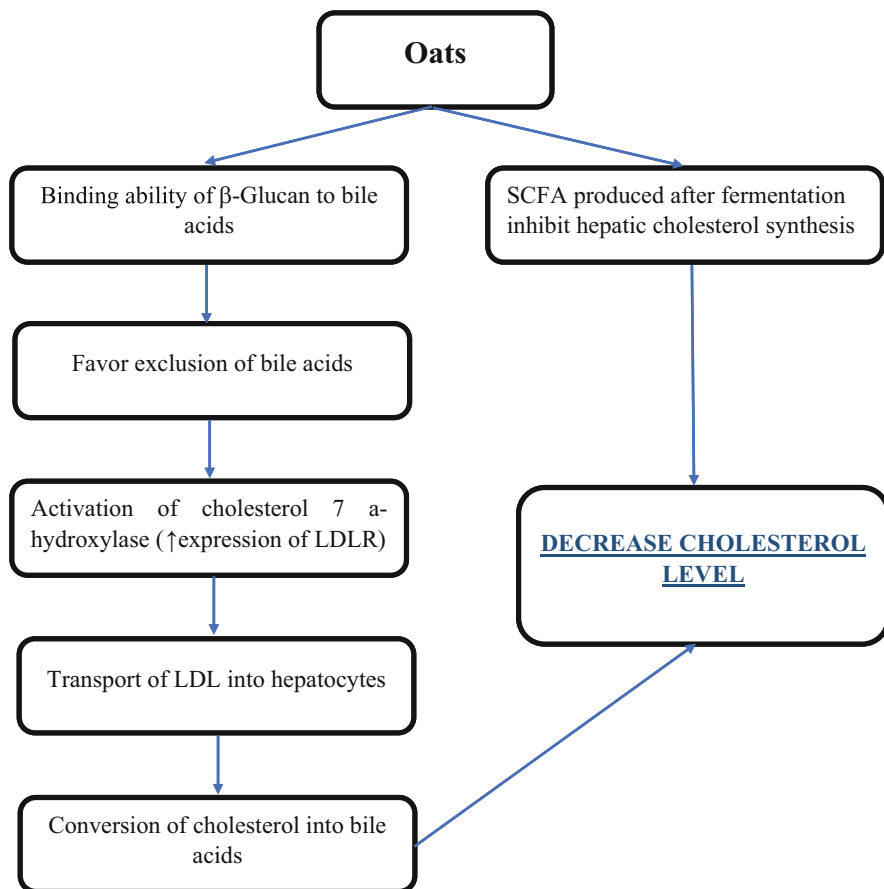 Oats
Binding ability of β-Glucan to bile
acids
SCFA produced after fermentation
inhibit hepatic cholesterol synthesis
Favor exclusion of bile acids
Activation of cholesterol 7 a-
hydroxylase (↑expression of LDLR)
DECREASE CHOLESTEROL
LEVEL
Transport of LDL into hepatocytes
Conversion of cholesterol into bile
acids